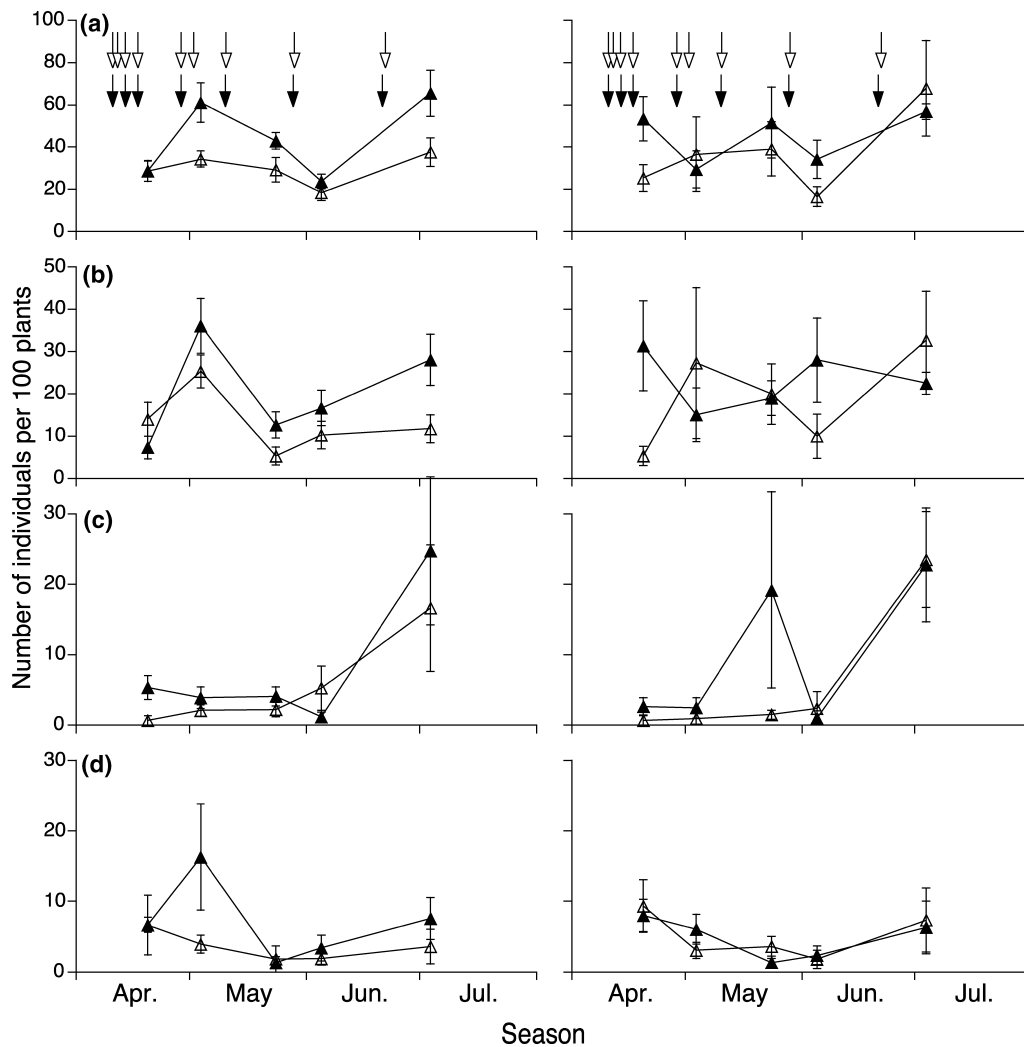 (a)
100
80
60
40
20
0
(b)
50
40
30
20
10
0
(c)
30
20
10
0
(d)
30
20
10
0
Number of individuals per 100 plants
Apr. May Jun. Jul. Apr. May Jun. Jul.
Season